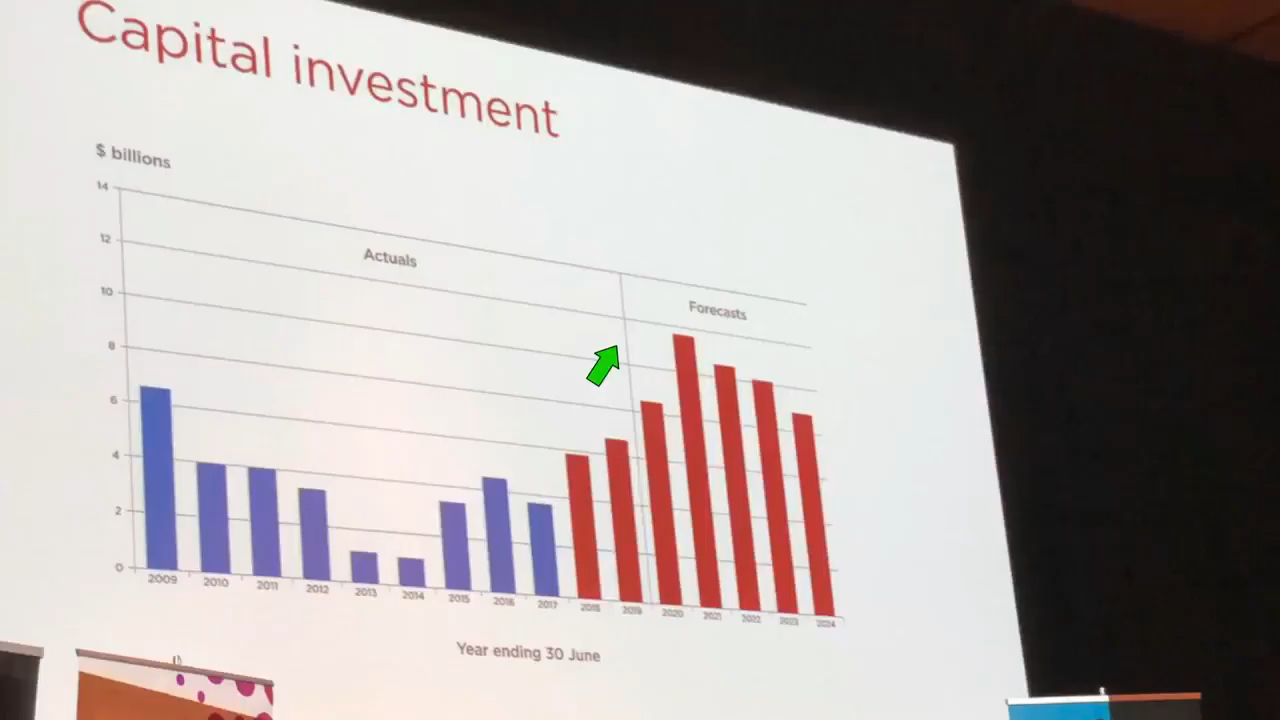 Capital investment
$ billions
14
12
10
8
6
4
2
0
Actuals
Forecasts
2009 2010 2011 2012 2013 2014 2015 2016 2017 2018 2019 2020 2021 2022 2023 2024
Year ending 30 June